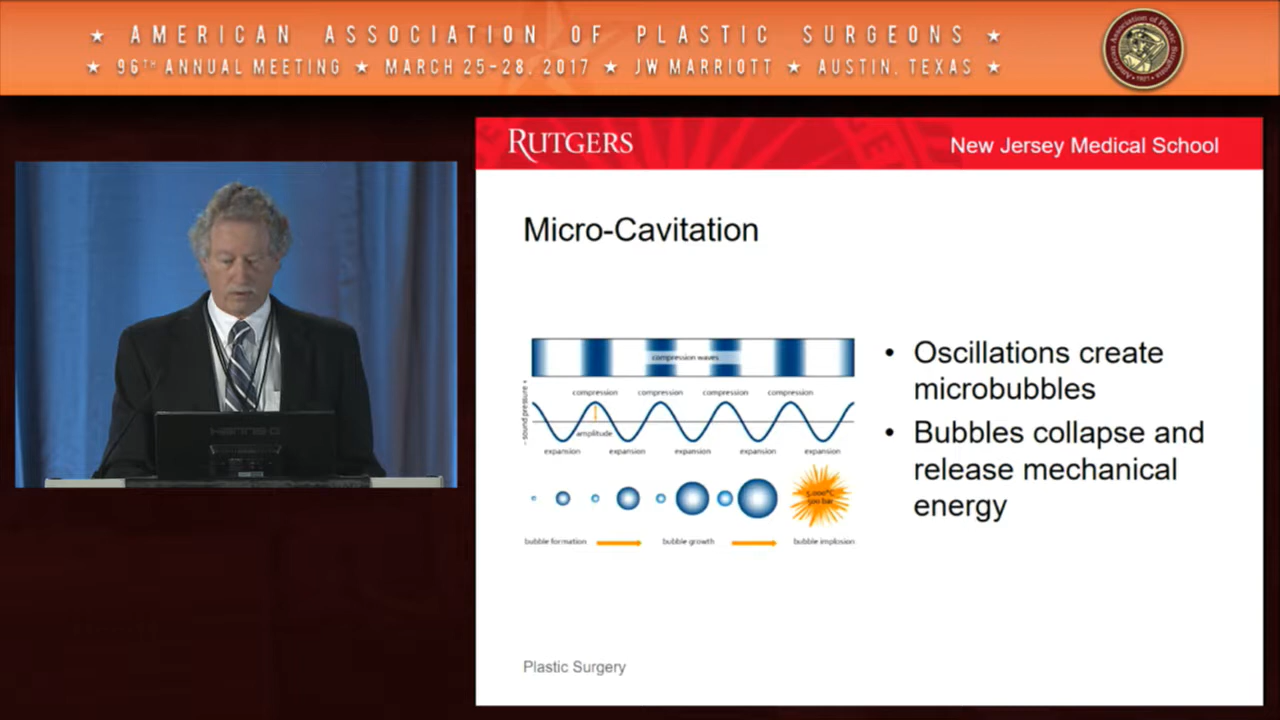 ★ AMERICAN ASSOCIATION OF PLASTIC SURGEONS ★
★ 96TH ANNUAL MEETING ★ MARCH 25-28, 2017 ★ JW MARRIOTT ★ AUSTIN, TEXAS ★
RUTGERS
New Jersey Medical School
Micro-Cavitation
compression waves
- sound pressure +
compression compression compression compression
amplitude
expansion expansion expansion expansion expansion
5.000°C
500 bar
bubble formation bubble growth bubble implosion
• Oscillations create
microbubbles
• Bubbles collapse and
release mechanical
energy
Plastic Surgery